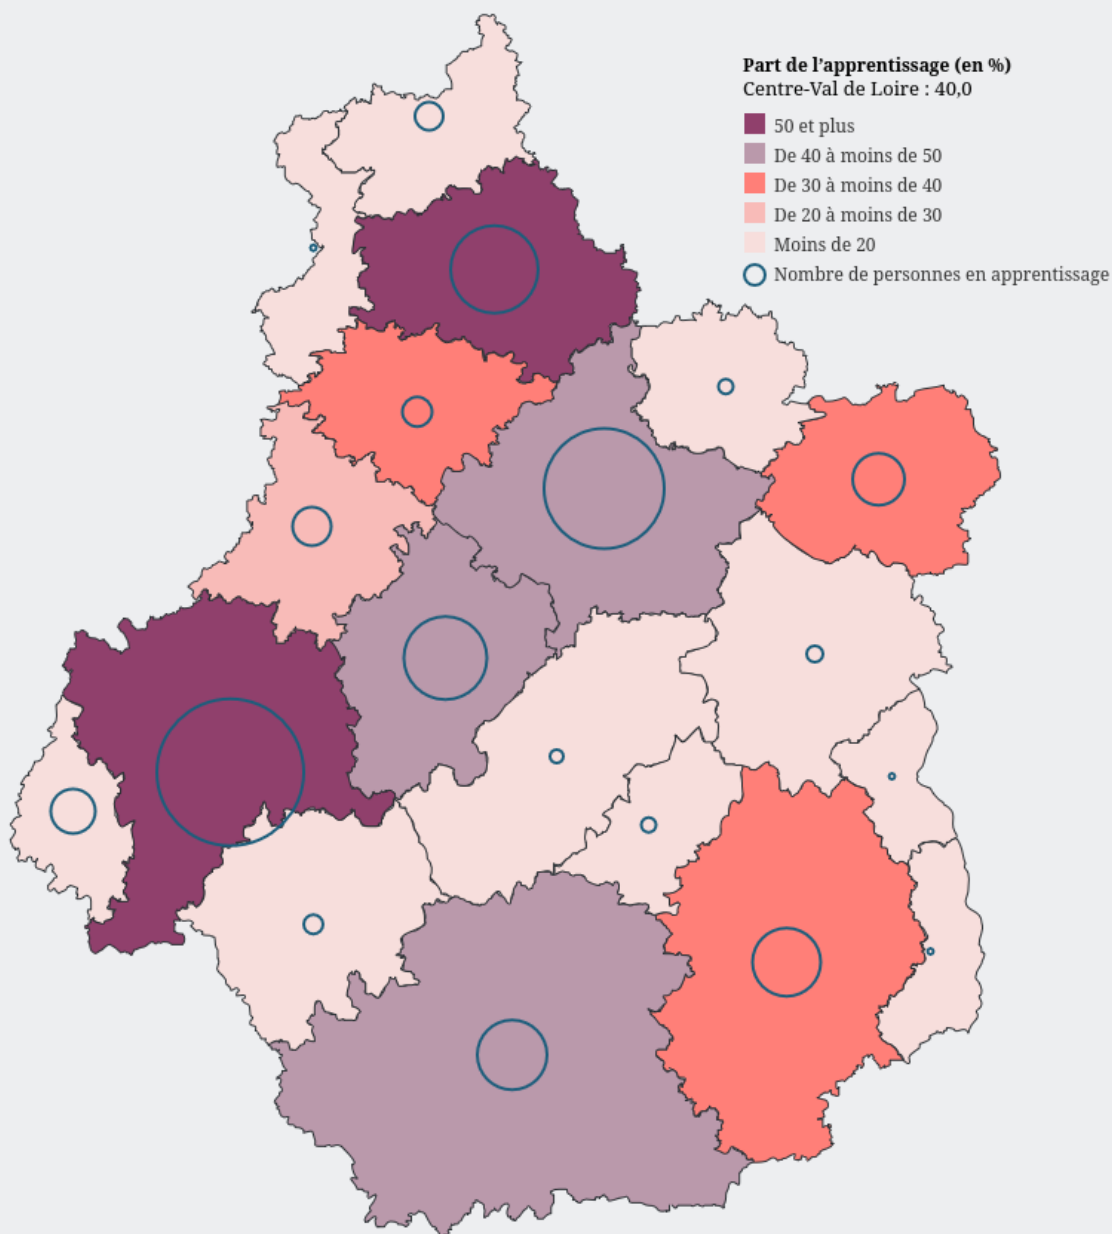 Part de l'apprentissage (en %)
Centre-Val de Loire : 40,0
50 et plus
De 40 à moins de 50
De 30 à moins de 40
De 20 à moins de 30
Moins de 20
Nombre de personnes en apprentissage